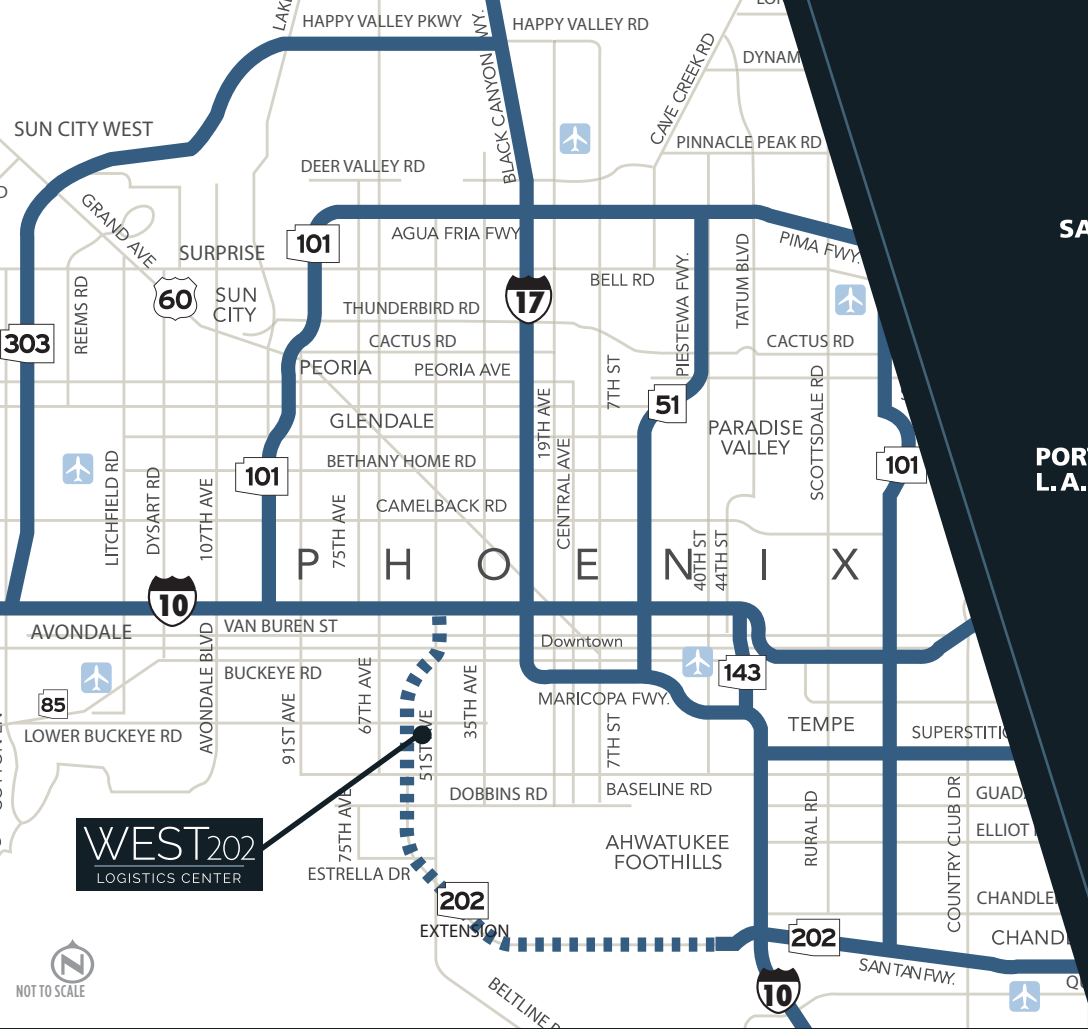 HAPPY VALLEY PKWY
HAPPY VALLEY RD
BLACK CANYON WY.
CAVE CREEK RD
SUN CITY WEST
PINNACLE PEAK RD
DEER VALLEY RD
GRAND AVE
SURPRISE
101
AGUA FRIA FWY
PIMA FWY.
SA
REEMS RD
60
SUN
CITY
17
BELL RD
PIESTEWA FWY.
TATUM BLVD
THUNDERBIRD RD
303
CACTUS RD
CACTUS RD
PEORIA
PEORIA AVE
7TH ST
51
19TH AVE
SCOTTSDALE RD
GLENDALE
PARADISE
VALLEY
BETHANY HOME RD
101
101
L.A.
LITCHFIELD RD
DYSART RD
107TH AVE
75TH AVE
CAMELBACK RD
CENTRAL AVE
40TH ST
44TH ST
PHOENIX
10
AVONDALE
VAN BUREN ST
Downtown
AVONDALE BLVD
BUCKEYE RD
67TH AVE
35TH AVE
143
85
91ST AVE
MARICOPA FWY.
LOWER BUCKEYE RD
51ST AVE
7TH ST
TEMPE
DOBBINS RD
BASELINE RD
75TH AVE
RURAL RD
COUNTRY CLUB DR
WEST202
LOGISTICS CENTER
AHWATUKEE
FOOTHILLS
ESTRELLA DR
202
EXTENSION
202
SAN TAN FWY.
N
NOT TO SCALE
10